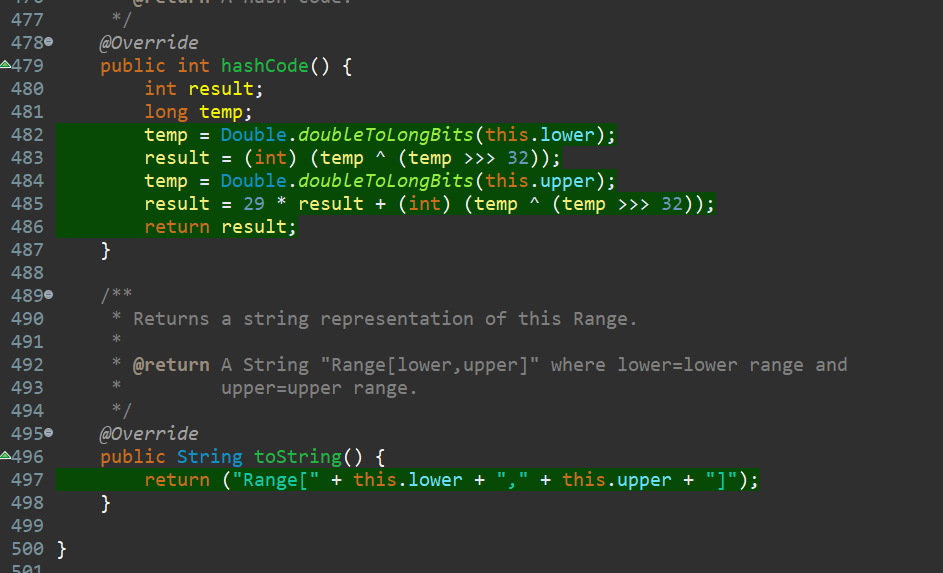 476 @return A hash code.
477 */
478 @Override
479 public int hashCode() {
480 int result;
481 long temp;
482 temp = Double.doubleToLongBits(this.lower);
483 result = (int) (temp ^ (temp >>> 32));
484 temp = Double.doubleToLongBits(this.upper);
485 result = 29 * result + (int) (temp ^ (temp >>> 32));
486 return result;
487 }
488
489 /**
490 * Returns a string representation of this Range.
491 *
492 * @return A String "Range[lower,upper]" where lower=lower range and
493 * upper=upper range.
494 */
495 @Override
496 public String toString() {
497 return ("Range[" + this.lower + "," + this.upper + "]");
498 }
499
500 }
501